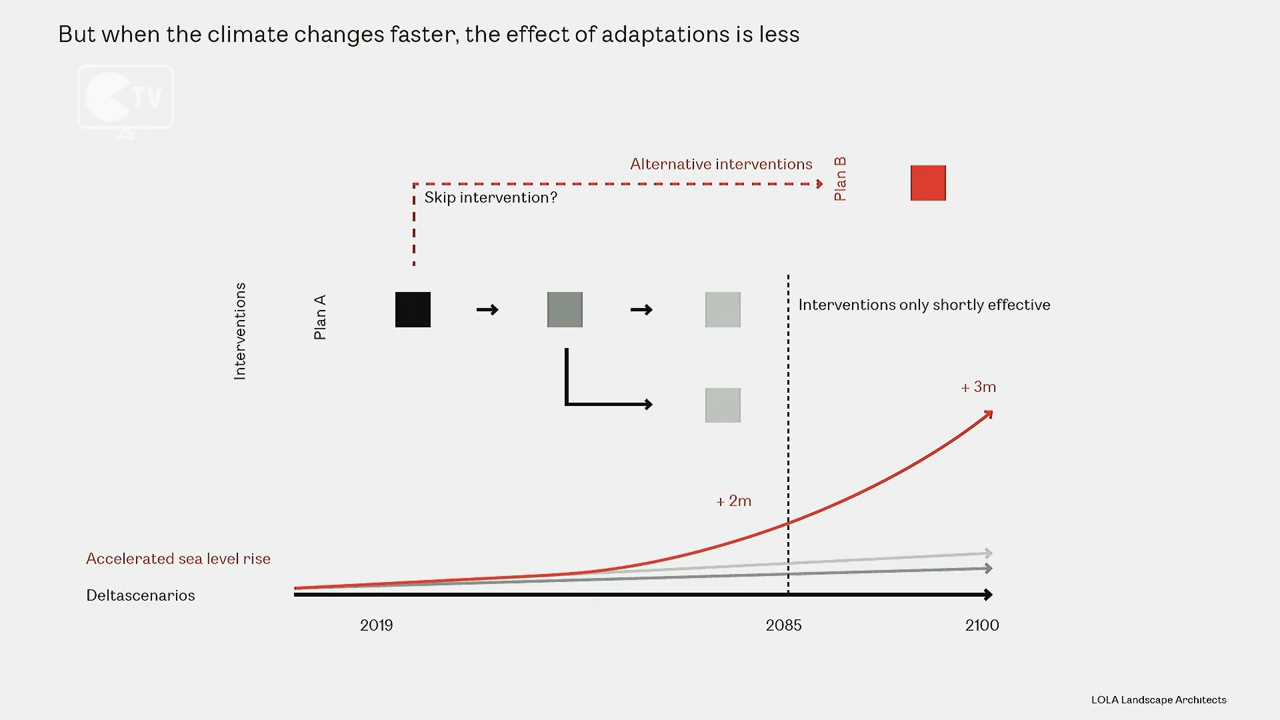 But when the climate changes faster, the effect of adaptations is less
TV
Alternative interventions
Plan B
Skip intervention?
Interventions
Plan A
Interventions only shortly effective
+ 3m
+ 2m
Accelerated sea level rise
Deltascenarios
2019
2085
2100
LOLA Landscape Architects